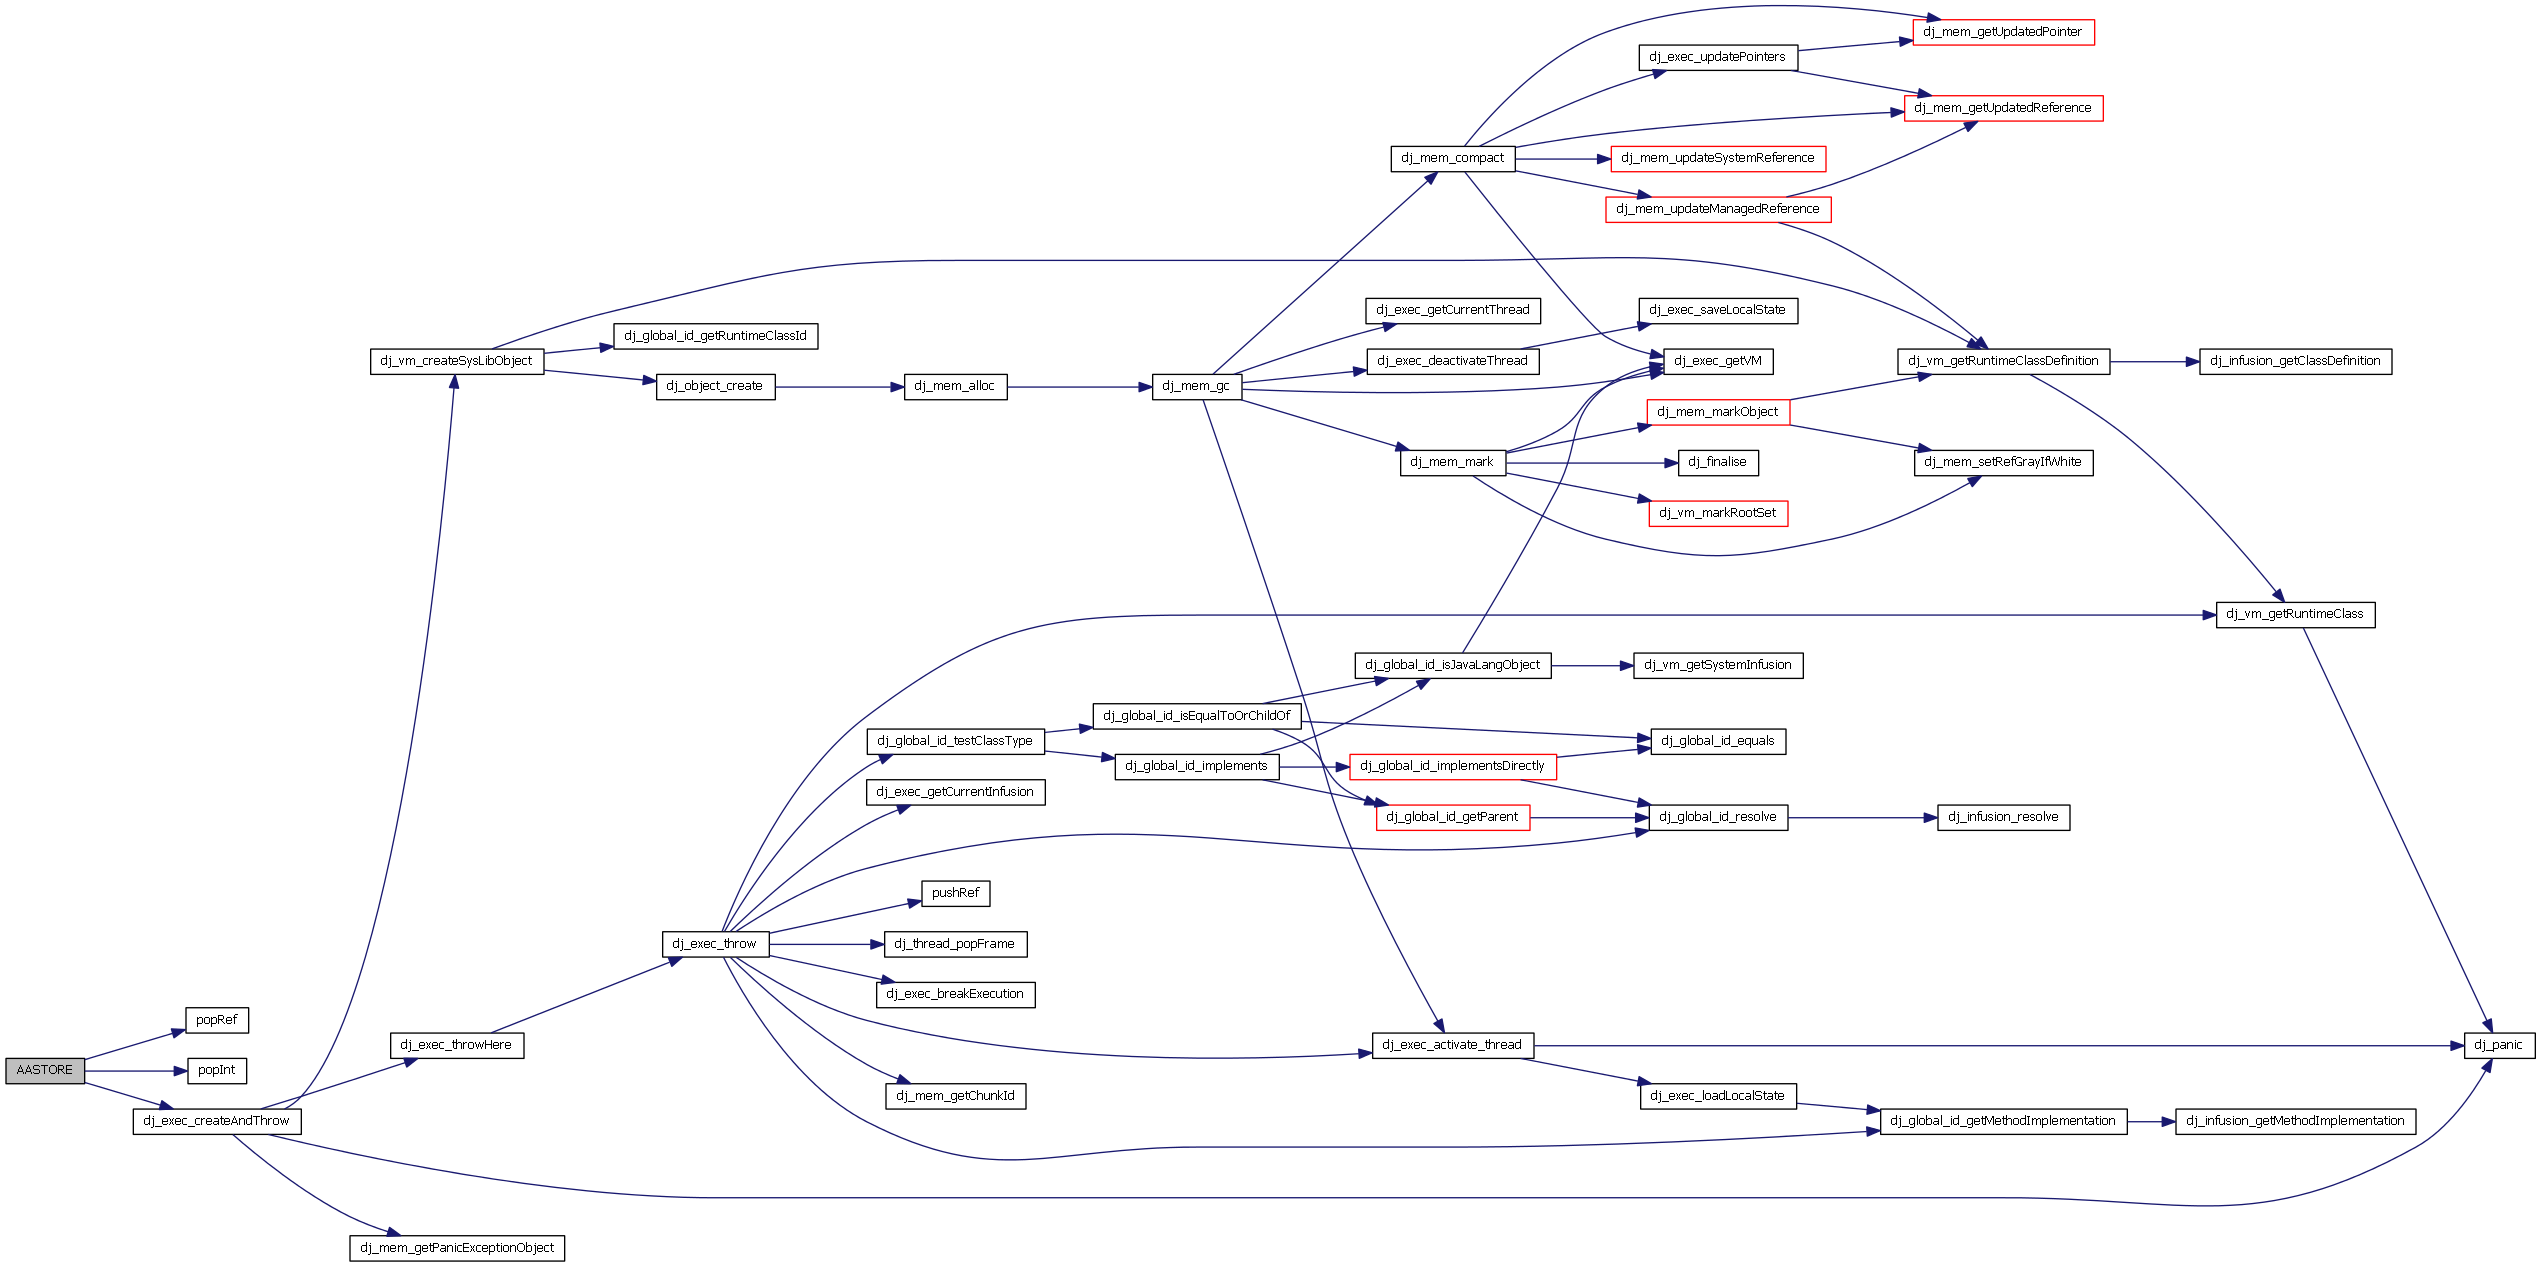 dj_mem_getUpdatedPointer
dj_exec_updatePointers
dj_mem_getUpdatedReference
dj_mem_compact
dj_mem_updateSystemReference
dj_mem_updateManagedReference
dj_exec_getCurrentThread
dj_exec_saveLocalState
dj_global_id_getRuntimeClassId
dj_vm_createSysLibObject
dj_exec_deactivateThread
dj_exec_getVM
dj_vm_getRuntimeClassDefinition
dj_infusion_getClassDefinition
dj_object_create
dj_mem_alloc
dj_mem_gc
dj_mem_markObject
dj_mem_mark
dj_finalise
dj_mem_setRefGrayIfWhite
dj_vm_markRootSet
dj_vm_getRuntimeClass
dj_global_id_isJavaLangObject
dj_vm_getSystemInfusion
dj_global_id_isEqualToOrChildOf
dj_global_id_testClassType
dj_global_id_equals
dj_global_id_implements
dj_global_id_implementsDirectly
dj_exec_getCurrentInfusion
dj_global_id_getParent
dj_global_id_resolve
dj_infusion_resolve
pushRef
dj_exec_throw
dj_thread_popFrame
dj_exec_breakExecution
popRef
dj_exec_throwHere
dj_exec_activate_thread
dj_panic
AASTORE
popInt
dj_mem_getChunkId
dj_exec_loadLocalState
dj_exec_createAndThrow
dj_global_id_getMethodImplementation
dj_infusion_getMethodImplementation
dj_mem_getPanicExceptionObject